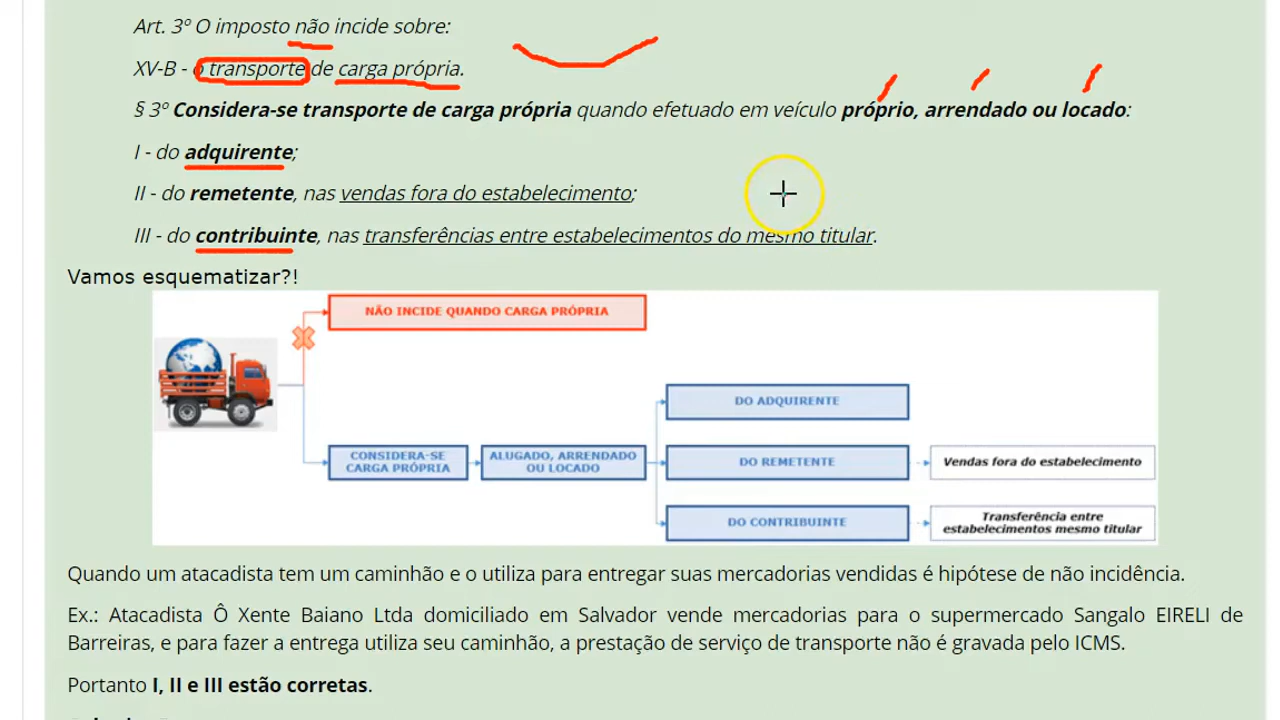 Art. 3º O imposto não incide sobre:
XV-B - o transporte de carga própria.
§ 3º Considera-se transporte de carga própria quando efetuado em veículo próprio, arrendado ou locado:
I - do adquirente;
II - do remetente, nas vendas fora do estabelecimento;
III - do contribuinte, nas transferências entre estabelecimentos do mesmo titular.
Vamos esquematizar?!
NÃO INCIDE QUANDO CARGA PRÓPRIA
DO ADQUIRENTE
CONSIDERA-SE
CARGA PRÓPRIA
ALUGADO, ARRENDADO
OU LOCADO
DO REMETENTE
Vendas fora do estabelecimento
DO CONTRIBUINTE
Transferência entre
estabelecimentos mesmo titular
Quando um atacadista tem um caminhão e o utiliza para entregar suas mercadorias vendidas é hipótese de não incidência.
Ex.: Atacadista Ô Xente Baiano Ltda domiciliado em Salvador vende mercadorias para o supermercado Sangalo EIRELI de
Barreiras, e para fazer a entrega utiliza seu caminhão, a prestação de serviço de transporte não é gravada pelo ICMS.
Portanto I, II e III estão corretas.